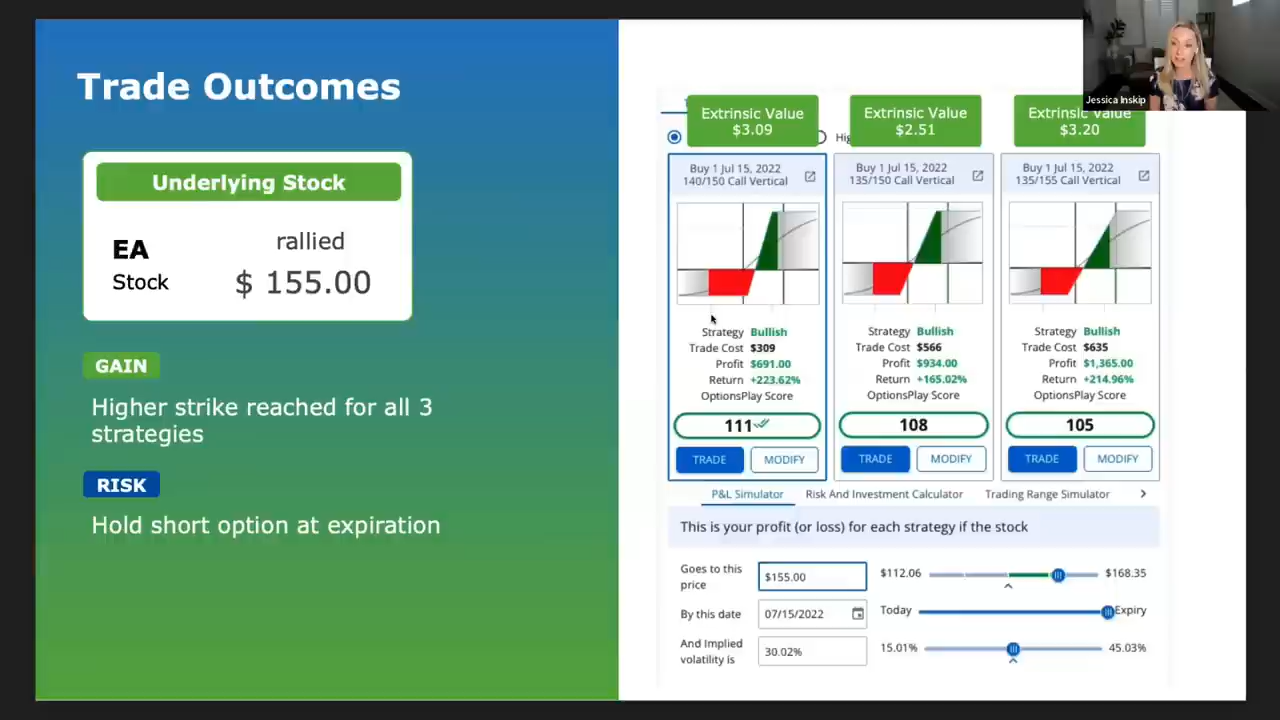 Trade Outcomes
Underlying Stock
EA
Stock
rallied
$ 155.00
GAIN
Higher strike reached for all 3
strategies
RISK
Hold short option at expiration
Jessica Inskip
Extrinsic Value
$3.09
Extrinsic Value
$2.51
Extrinsic Value
$3.20
Buy 1 Jul 15, 2022
140/150 Call Vertical
Strategy Bullish
Trade Cost $309
Profit $691.00
Return +223.62%
OptionsPlay Score
111
TRADE MODIFY
Buy 1 Jul 15, 2022
135/150 Call Vertical
Strategy Bullish
Trade Cost $566
Profit $934.00
Return +165.02%
OptionsPlay Score
108
TRADE MODIFY
Buy 1 Jul 15, 2022
135/155 Call Vertical
Strategy Bullish
Trade Cost $635
Profit $1,365.00
Return +214.96%
OptionsPlay Score
105
TRADE MODIFY
P&L Simulator Risk And Investment Calculator Trading Range Simulator
This is your profit (or loss) for each strategy if the stock
Goes to this
price
$155.00
$112.06 $168.35
By this date
07/15/2022
Today Expiry
And Implied
volatility is
30.02%
15.01% 45.03%